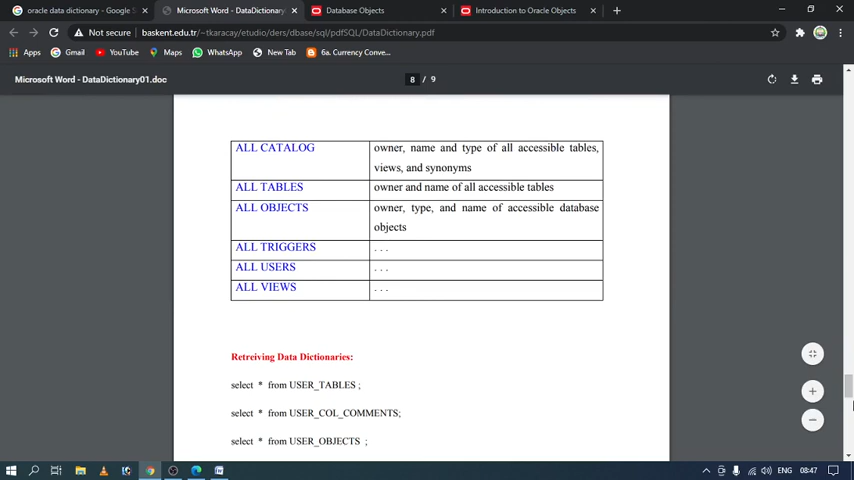 oracle data dictionary - Google S
Microsoft Word - DataDictionary
Database Objects
Introduction to Oracle Objects
Not secure
baskent.edu.tr/~tkaracay/etudio/ders/dbase/sql/pdfSQL/DataDictionary.pdf
Apps
Gmail
YouTube
Maps
WhatsApp
New Tab
6a. Currency Conve...
Microsoft Word - DataDictionary01.doc
8 / 9
ALL CATALOG
owner, name and type of all accessible tables,
views, and synonyms
ALL TABLES
owner and name of all accessible tables
ALL OBJECTS
owner, type, and name of accessible database
objects
ALL TRIGGERS
. . .
ALL USERS
. . .
ALL VIEWS
. . .
Retreiving Data Dictionaries:
select * from USER_TABLES ;
select * from USER_COL_COMMENTS;
select * from USER_OBJECTS ;
ENG
08:47